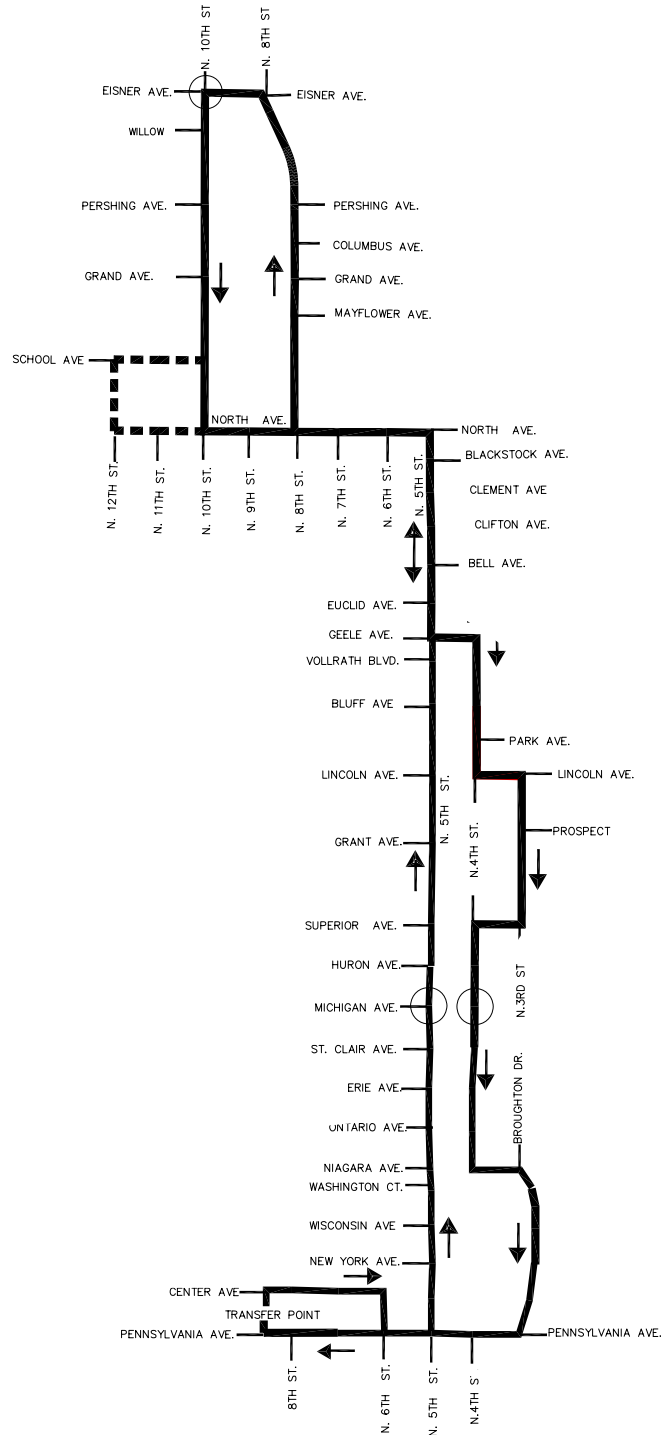 N. 10TH ST
N. 8TH ST
EISNER AVE.
EISNER AVE.
WILLOW
PERSHING AVE.
PERSHING AVE.
COLUMBUS AVE.
GRAND AVE.
GRAND AVE.
MAYFLOWER AVE.
SCHOOL AVE
NORTH AVE.
NORTH AVE.
N. 12TH ST.
N. 11TH ST.
N. 10TH ST.
N. 9TH ST.
N. 8TH ST.
N. 7TH ST.
N. 6TH ST.
N. 5TH ST.
BLACKSTOCK AVE.
CLEMENT AVE
CLIFTON AVE.
BELL AVE.
EUCLID AVE.
GEELE AVE.
VOLLRATH BLVD.
BLUFF AVE
PARK AVE.
LINCOLN AVE.
LINCOLN AVE.
N. 5TH ST.
N.4TH ST.
PROSPECT
GRANT AVE.
SUPERIOR AVE.
HURON AVE.
N.3RD ST
MICHIGAN AVE.
ST. CLAIR AVE.
ERIE AVE.
BROUGHTON DR.
ONTARIO AVE.
NIAGARA AVE.
WASHINGTON CT.
WISCONSIN AVE
NEW YORK AVE.
CENTER AVE
TRANSFER POINT
PENNSYLVANIA AVE.
PENNSYLVANIA AVE.
8TH ST.
N. 6TH ST.
N. 5TH ST.
N.4TH S